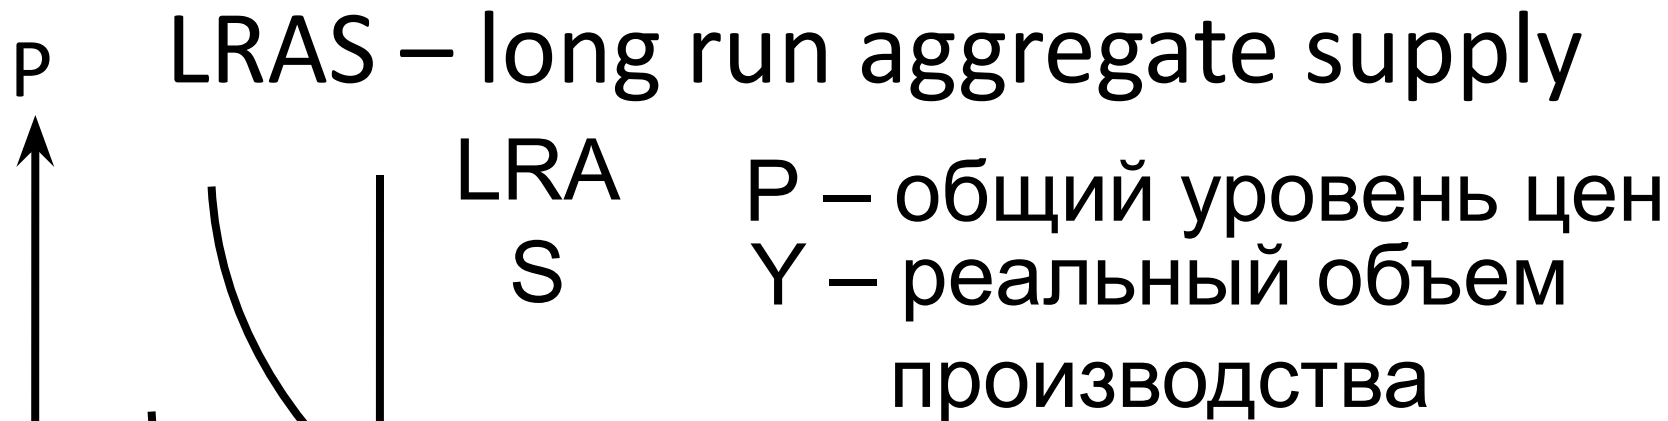 P
LRAS – long run aggregate supply
LRA
S
P – общий уровень цен
Y – реальный объем
производства